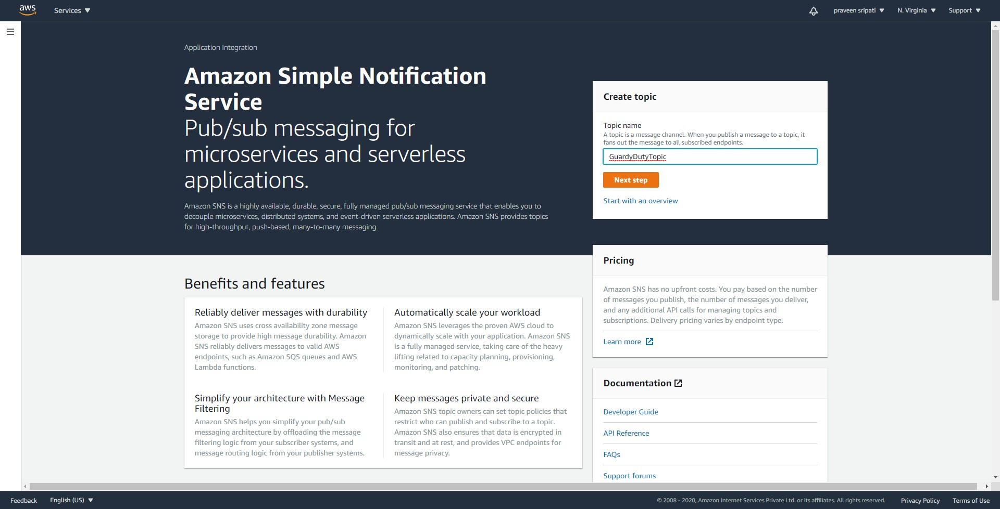 aws
Services
praveen sripati
N. Virginia
Support
Application Integration
Amazon Simple Notification
Service
Pub/sub messaging for
microservices and serverless
applications.
Amazon SNS is a highly available, durable, secure, fully managed pub/sub messaging service that enables you to
decouple microservices, distributed systems, and event-driven serverless applications. Amazon SNS provides topics
for high-throughput, push-based, many-to-many messaging.
Create topic
Topic name
A topic is a message channel. When you publish a message to a topic, it
fans out the message to all subscribed endpoints.
GuardyDutyTopic
Next step
Start with an overview
Pricing
Amazon SNS has no upfront costs. You pay based on the number
of messages you publish, the number of messages you deliver,
and any additional API calls for managing topics and
subscriptions. Delivery pricing varies by endpoint type.
Learn more
Benefits and features
Reliably deliver messages with durability
Amazon SNS uses cross availability zone message
storage to provide high message durability. Amazon
SNS reliably delivers messages to valid AWS
endpoints, such as Amazon SQS queues and AWS
Lambda functions.
Automatically scale your workload
Amazon SNS leverages the proven AWS cloud to
dynamically scale with your application. Amazon SNS
is a fully managed service, taking care of the heavy
lifting related to capacity planning, provisioning,
monitoring, and patching.
Simplify your architecture with Message
Filtering
Amazon SNS helps you simplify your pub/sub
messaging architecture by offloading the message
filtering logic from your subscriber systems, and
message routing logic from your publisher systems.
Keep messages private and secure
Amazon SNS topic owners can set topic policies that
restrict who can publish and subscribe to a topic.
Amazon SNS also ensures that data is encrypted in
transit and at rest, and provides VPC endpoints for
message privacy.
Documentation
Developer Guide
API Reference
FAQs
Support forums
Feedback
English (US)
© 2008 - 2020, Amazon Internet Services Private Ltd. or its affiliates. All rights reserved.
Privacy Policy
Terms of Use